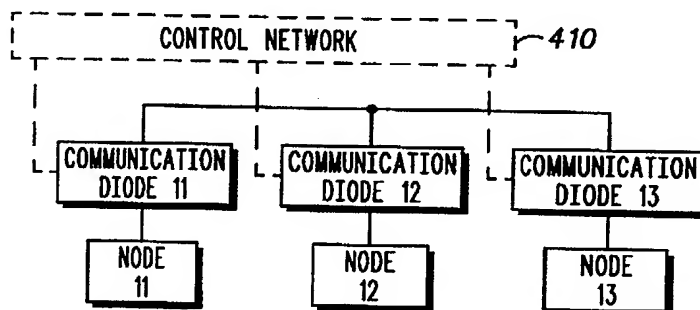 CONTROL NETWORK
410
COMMUNICATION
DIODE 11
COMMUNICATION
DIODE 12
COMMUNICATION
DIODE 13
NODE
11
NODE
12
NODE
13